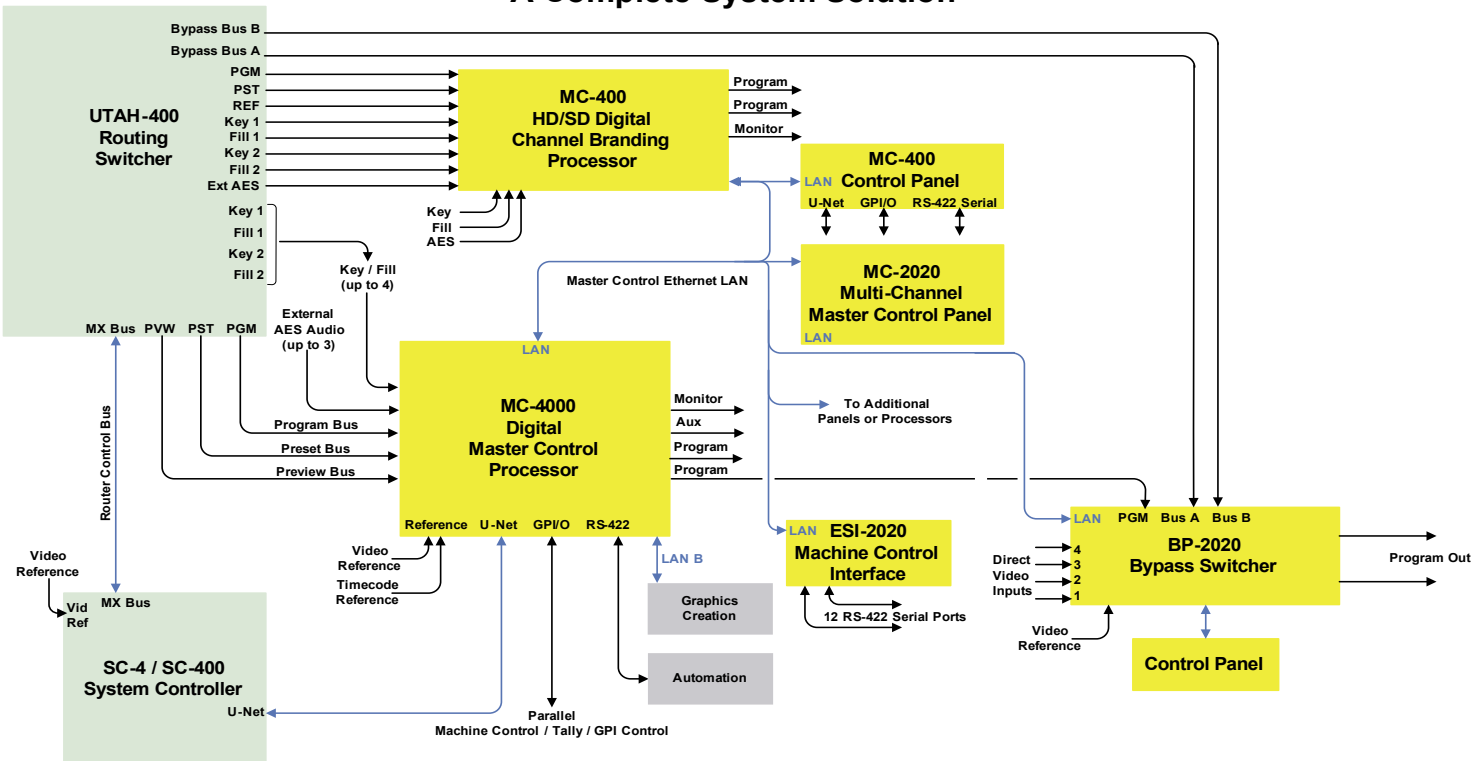 A Complete System Solution
Bypass Bus B
Bypass Bus A
PGM
PST
REF
Key 1
Fill 1
Key 2
Fill 2
Ext AES
Key 1
Fill 1
Key 2
Fill 2
UTAH-400
Routing
Switcher
MX Bus PVW PST PGM
MC-400
HD/SD Digital
Channel Branding
Processor
Program
Program
Monitor
Key
Fill
AES
MC-400
Control Panel
LAN
U-Net GPI/O RS-422 Serial
MC-2020
Multi-Channel
Master Control Panel
LAN
Key / Fill
(up to 4)
External
AES Audio
(up to 3)
Master Control Ethernet LAN
LAN
MC-4000
Digital
Master Control
Processor
Program Bus
Preset Bus
Preview Bus
Monitor
Aux
Program
Program
To Additional
Panels or Processors
Reference U-Net GPI/O RS-422
Video
Reference
Timecode
Reference
LAN B
Graphics
Creation
Automation
Parallel
Machine Control / Tally / GPI Control
Router Control Bus
Video
Reference
Vid
Ref
MX Bus
SC-4 / SC-400
System Controller
U-Net
LAN
ESI-2020
Machine Control
Interface
12 RS-422 Serial Ports
LAN PGM Bus A Bus B
BP-2020
Bypass Switcher
Direct
Video
Inputs
4
3
2
1
Video
Reference
Program Out
Control Panel